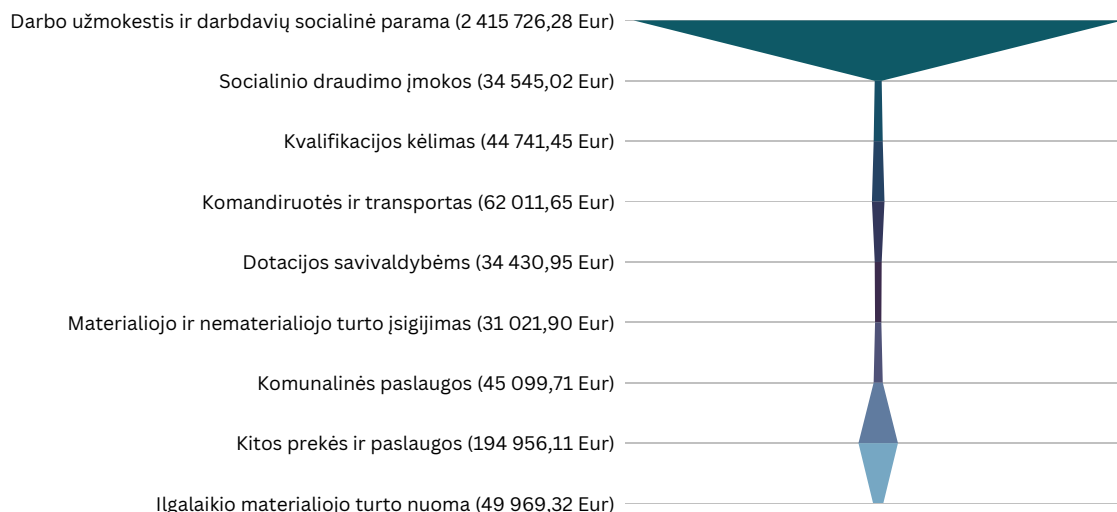 Darbo užmokestis ir darbdavių socialinė parama (2 415 726,28 Eur)
Socialinio draudimo įmokos (34 545,02 Eur)
Kvalifikacijos kėlimas (44 741,45 Eur)
Komandiruotės ir transportas (62 011,65 Eur)
Dotacijos savivaldybėms (34 430,95 Eur)
Materialiojo ir nematerialiojo turto įsigijimas (31 021,90 Eur)
Komunalinės paslaugos (45 099,71 Eur)
Kitos prekės ir paslaugos (194 956,11 Eur)
Ilgalaikio materialiojo turto nuoma (49 969,32 Eur)